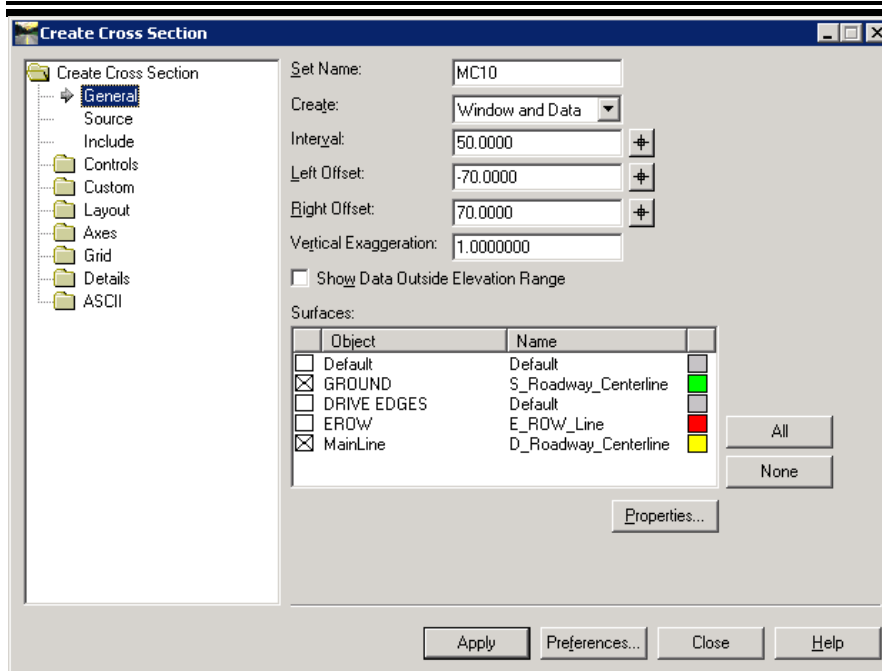 Create Cross Section
Create Cross Section
General
Source
Include
Controls
Custom
Layout
Axes
Grid
Details
ASCII
Set Name: MC10
Create: Window and Data
Interval: 50.0000
Left Offset: -70.0000
Right Offset: 70.0000
Vertical Exaggeration: 1.0000000
Show Data Outside Elevation Range
Surfaces:
Object Name
Default Default
GROUND S_Roadway_Centerline
DRIVE EDGES Default
EROW E_ROW_Line
MainLine D_Roadway_Centerline
All
None
Properties...
Apply Preferences... Close Help